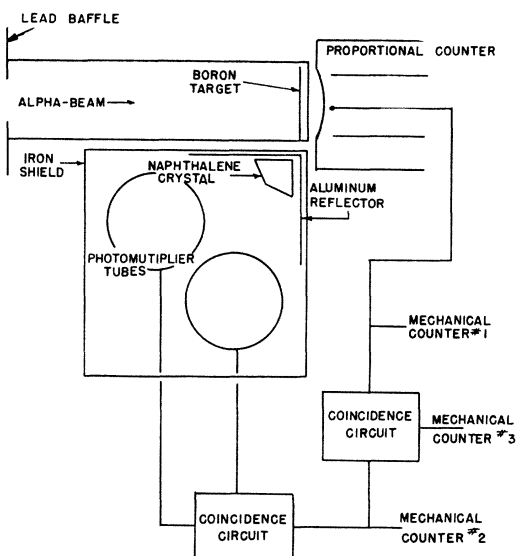 LEAD BAFFLE
PROPORTIONAL COUNTER
BORON
TARGET
ALPHA-BEAM
IRON
SHIELD
NAPHTHALENE
CRYSTAL
ALUMINUM
REFLECTOR
PHOTOMUTIPLIER
TUBES
MECHANICAL
COUNTER #1
COINCIDENCE
CIRCUIT
MECHANICAL
COUNTER #3
COINCIDENCE
CIRCUIT
MECHANICAL
COUNTER #2